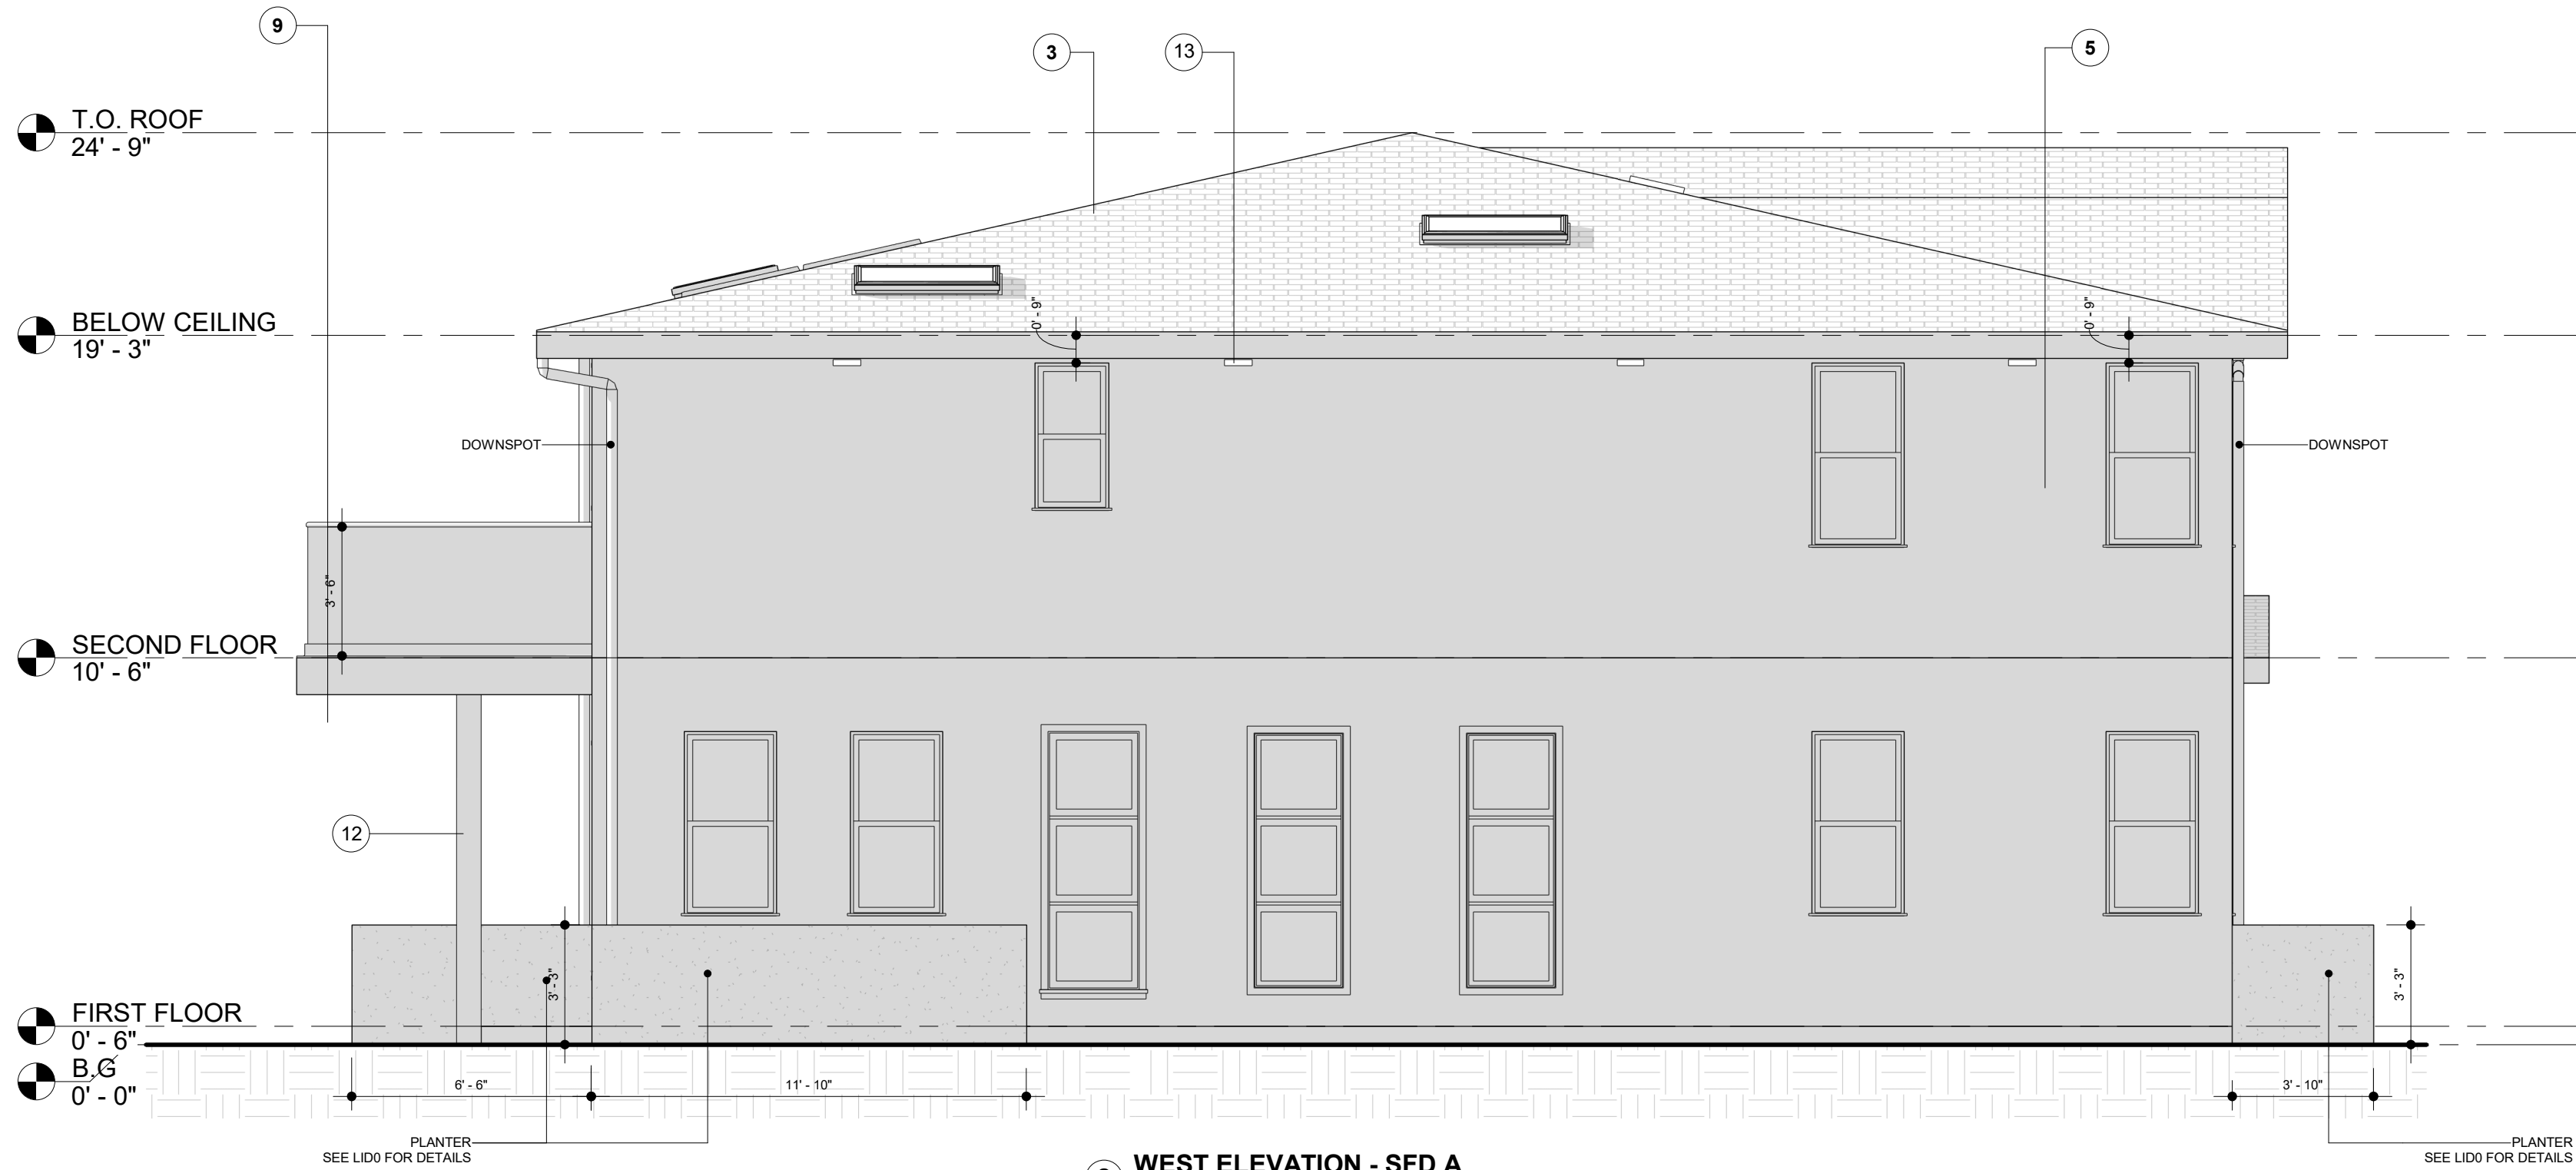 9
3
13
5
T.O. ROOF
24' - 9"
BELOW CEILING
19' - 3"
0' - 9"
0' - 9"
DOWNSPOT
DOWNSPOT
3' - 6"
SECOND FLOOR
10' - 6"
12
3' - 3"
3' - 3"
FIRST FLOOR
0' - 6"
B.G
0' - 0"
6' - 6"
11' - 10"
3' - 10"
PLANTER
SEE LID0 FOR DETAILS
PLANTER
SEE LID0 FOR DETAILS
WEST ELEVATION - SFD A